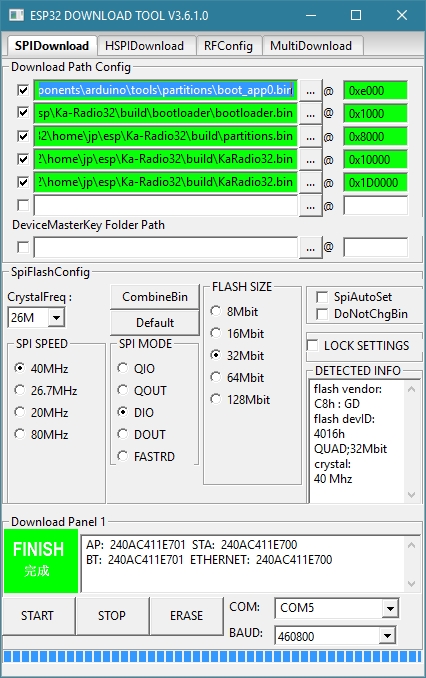 ESP32 DOWNLOAD TOOL V3.6.1.0
SPIDownload HSPIDownload RFConfig MultiDownload
Download Path Config
ponents\arduino\tools\partitions\boot_app0.bin ... @ 0xe000
sp\Ka-Radio32\build\bootloader\bootloader.bin ... @ 0x1000
32\home\jp\esp\Ka-Radio32\build\partitions.bin ... @ 0x8000
2\home\jp\esp\Ka-Radio32\build\KaRadio32.bin ... @ 0x10000
2\home\jp\esp\Ka-Radio32\build\KaRadio32.bin ... @ 0x1D0000
... @
DeviceMasterKey Folder Path
... @
SpiFlashConfig
CrystalFreq :
26M
CombineBin
Default
SPI SPEED
40MHz
26.7MHz
20MHz
80MHz
SPI MODE
QIO
QOUT
DIO
DOUT
FASTRD
FLASH SIZE
8Mbit
16Mbit
32Mbit
64Mbit
128Mbit
SpiAutoSet
DoNotChgBin
LOCK SETTINGS
DETECTED INFO
flash vendor:
C8h : GD
flash devID:
4016h
QUAD;32Mbit
crystal:
40 Mhz
Download Panel 1
FINISH
完成
AP: 240AC411E701 STA: 240AC411E700
BT: 240AC411E701 ETHERNET: 240AC411E700
START STOP ERASE
COM: COM5
BAUD: 460800